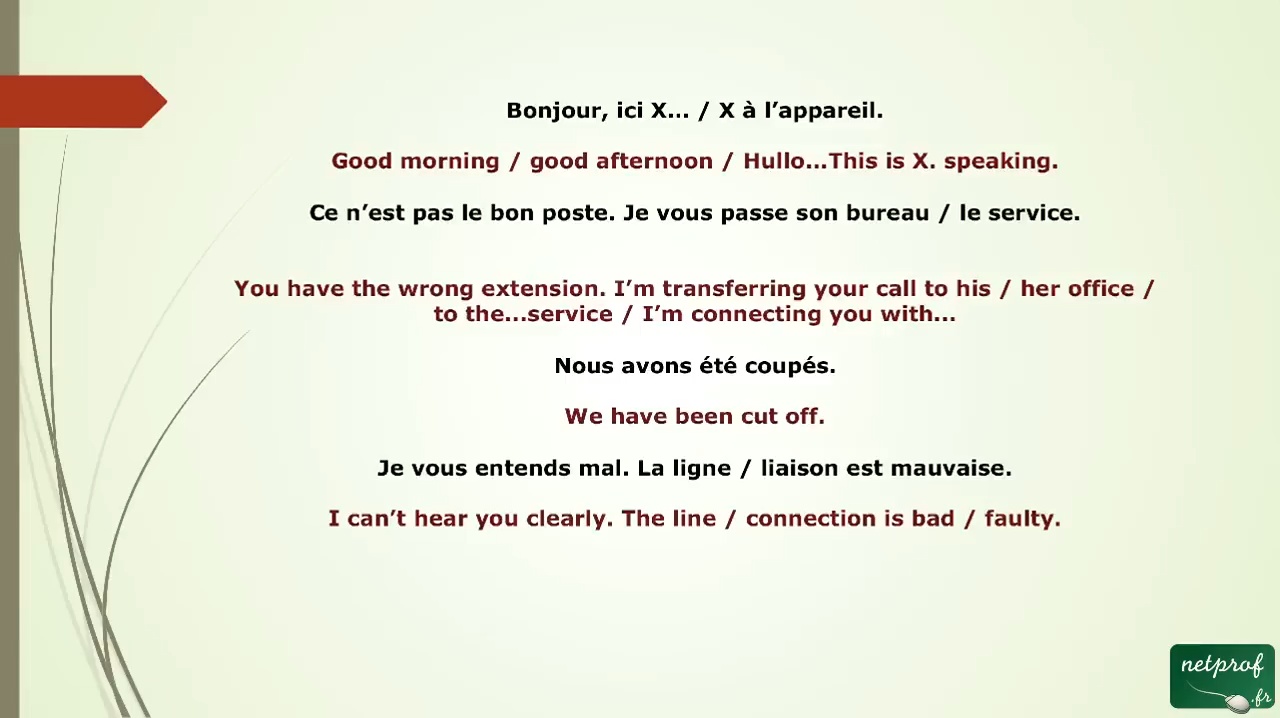 Bonjour, ici X... / X à l’appareil.
Good morning / good afternoon / Hullo...This is X. speaking.
Ce n’est pas le bon poste. Je vous passe son bureau / le service.
You have the wrong extension. I’m transferring your call to his / her office /
to the...service / I’m connecting you with...
Nous avons été coupés.
We have been cut off.
Je vous entends mal. La ligne / liaison est mauvaise.
I can’t hear you clearly. The line / connection is bad / faulty.
netprof
.fr